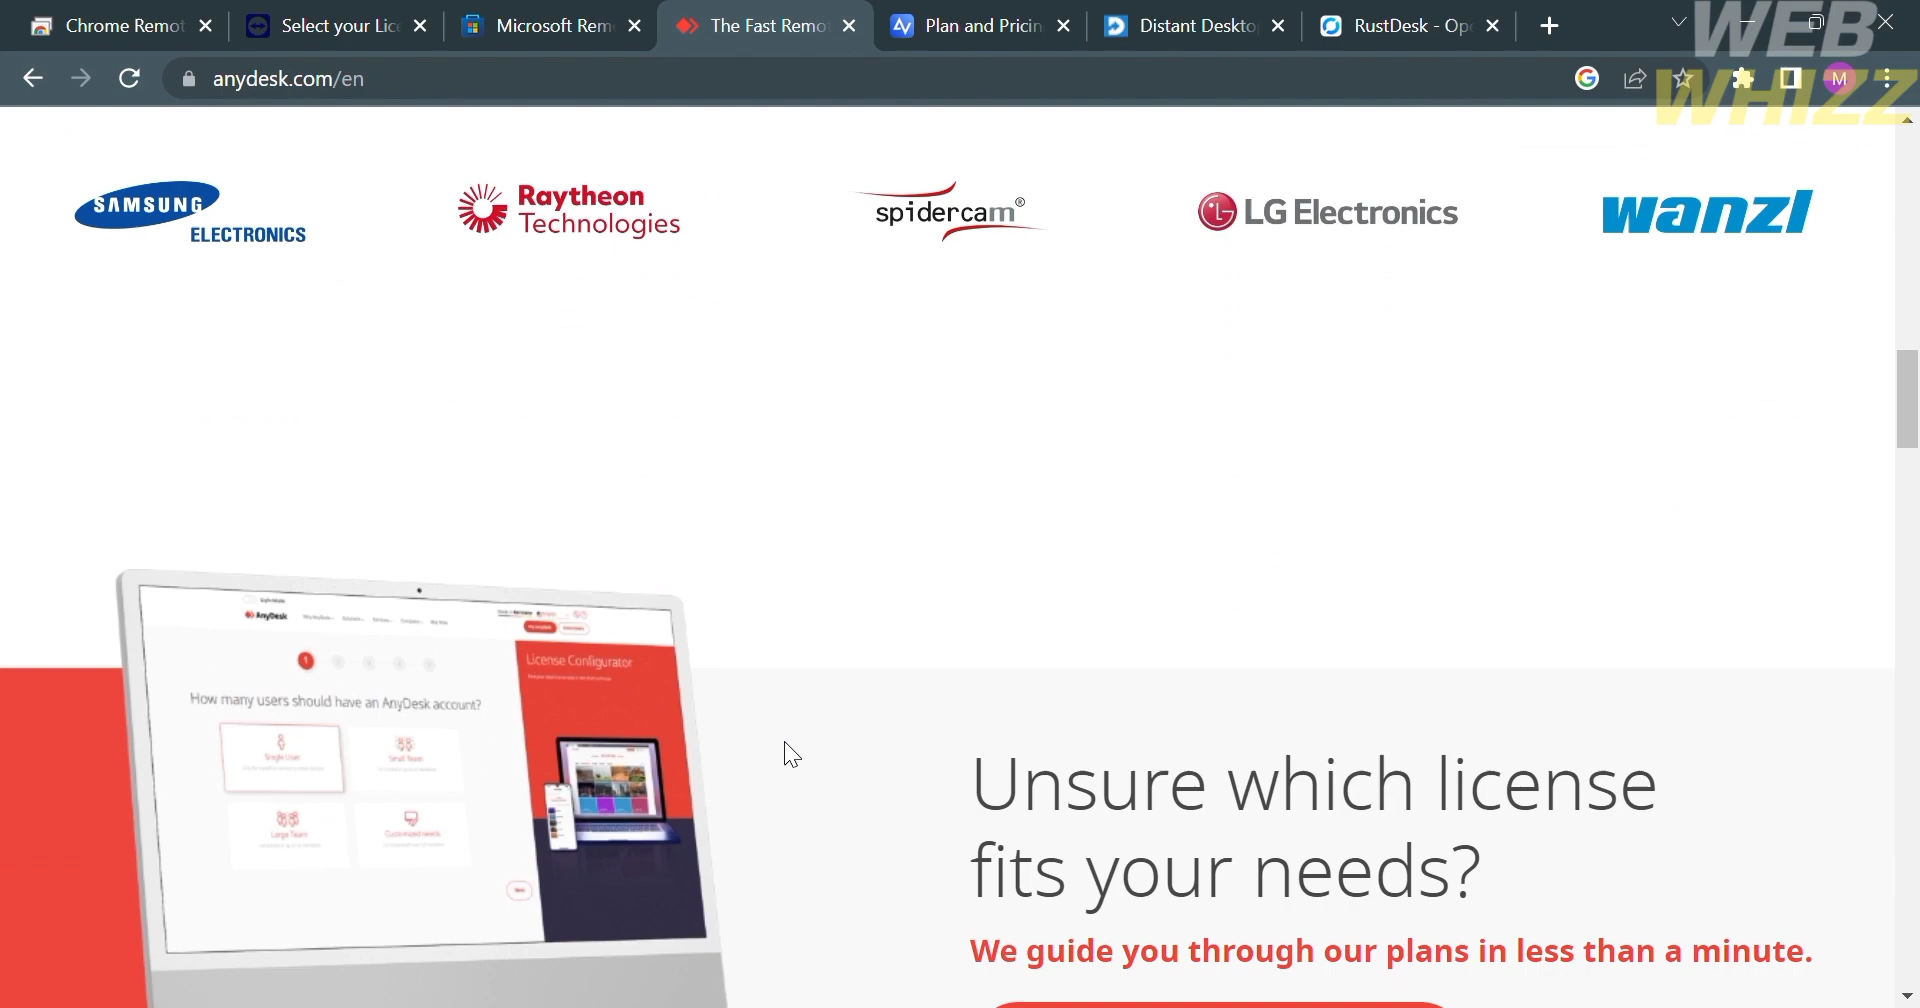 Chrome Remot
Select your Lic
Microsoft Rem
The Fast Remo
Plan and Pricin
Distant Deskto
RustDesk - Op
WEB
WHIZZ
anydesk.com/en
M
SAMSUNG
ELECTRONICS
Raytheon
Technologies
spidercam®
LG Electronics
wanzl
AnyDesk
1
License Configurator
How many users should have an AnyDesk account?
Single User
Small Team
Large Team
Customized needs
Next
Unsure which license
fits your needs?
We guide you through our plans in less than a minute.